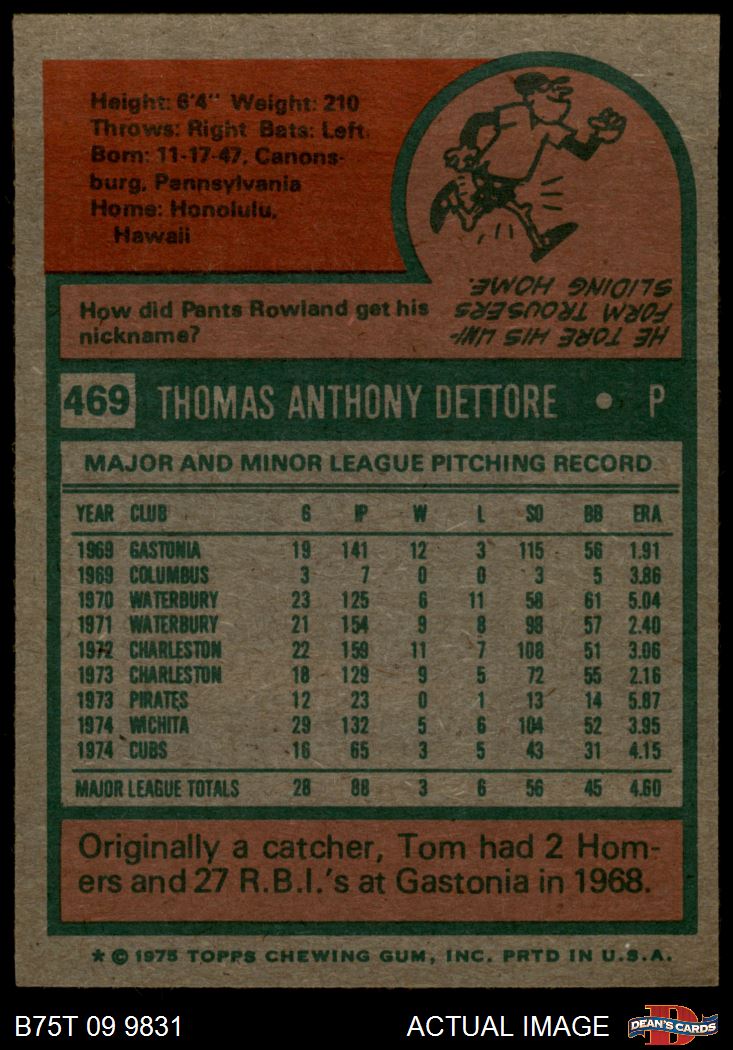 Height: 6'4" Weight: 210
Throws: Right Bats: Left
Born: 11-17-47, Canons-
burg, Pennsylvania
Home: Honolulu,
Hawaii
How did Pants Rowland get his
nickname?
HE TORE HIS UNI-
FORM TROUSERS
SLIDING HOME.
469 THOMAS ANTHONY DETTORE • P
MAJOR AND MINOR LEAGUE PITCHING RECORD
YEAR CLUB G IP W L SO BB ERA
1969 GASTONIA 19 141 12 3 115 56 1.91
1969 COLUMBUS 3 7 0 0 3 5 3.86
1970 WATERBURY 23 125 6 11 58 61 5.04
1971 WATERBURY 21 154 9 8 98 57 2.40
1972 CHARLESTON 22 159 11 7 108 51 3.06
1973 CHARLESTON 18 129 9 5 72 55 2.16
1973 PIRATES 12 23 0 1 13 14 5.87
1974 WICHITA 29 132 5 6 104 52 3.95
1974 CUBS 16 65 3 5 43 31 4.15
MAJOR LEAGUE TOTALS 28 88 3 6 56 45 4.60
Originally a catcher, Tom had 2 Hom-
ers and 27 R.B.I.'s at Gastonia in 1968.
* © 1975 TOPPS CHEWING GUM, INC. PRTD IN U.S.A.
B75T 09 9831 ACTUAL IMAGE DEAN'S CARDS